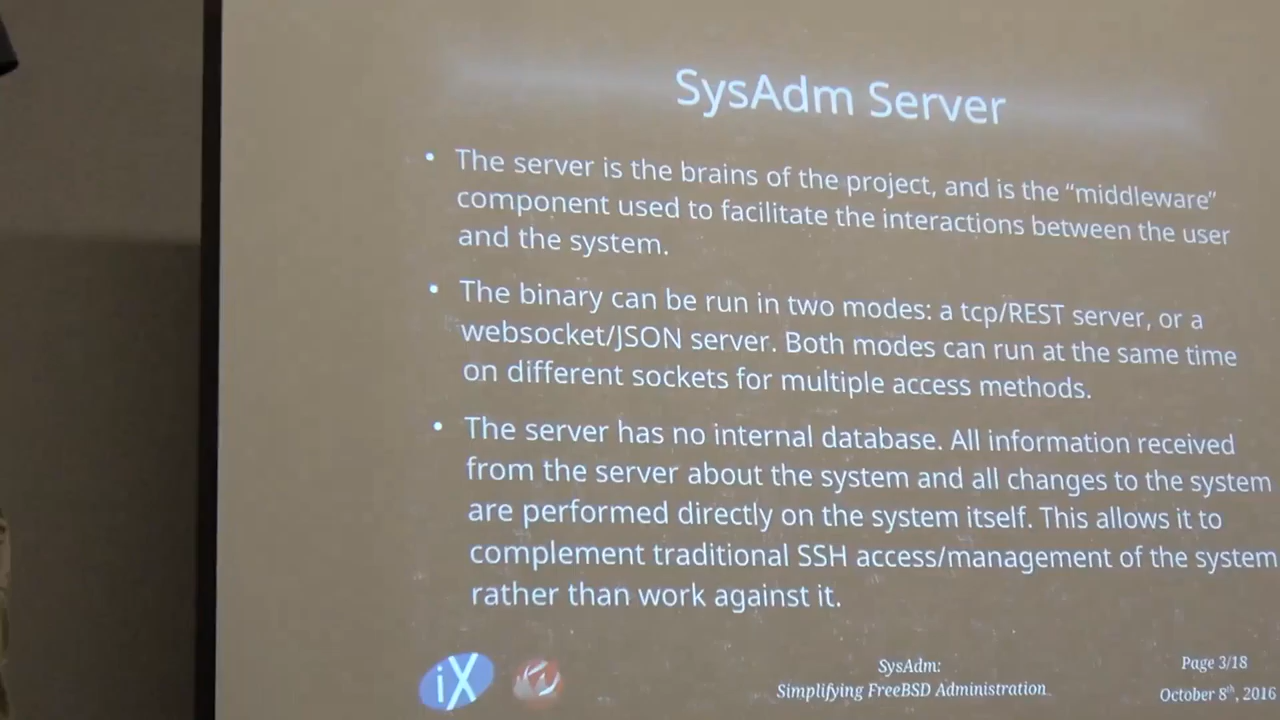 SysAdm Server
• The server is the brains of the project, and is the “middleware”
component used to facilitate the interactions between the user
and the system.
• The binary can be run in two modes: a tcp/REST server, or a
websocket/JSON server. Both modes can run at the same time
on different sockets for multiple access methods.
• The server has no internal database. All information received
from the server about the system and all changes to the system
are performed directly on the system itself. This allows it to
complement traditional SSH access/management of the system
rather than work against it.
iX
SysAdm:
Simplifying FreeBSD Administration
Page 3/18
October 8th, 2016